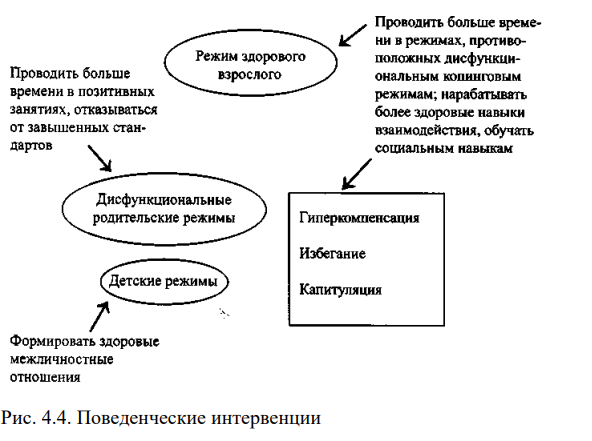 Режим здорового
взрослого
Проводить больше време-
ни в режимах, противо-
положных дисфункци-
ональным копинговым
режимам; нарабатывать
более здоровые навыки
взаимодействия, обучать
социальным навыкам
Проводить больше
времени в позитивных
занятиях, отказываться
от завышенных стан-
дартов
Дисфункциональные
родительские режимы
Гиперкомпенсация
Избегание
Капитуляция
Детские режимы
Формировать здоровые
межличностные
отношения
Рис. 4.4. Поведенческие интервенции